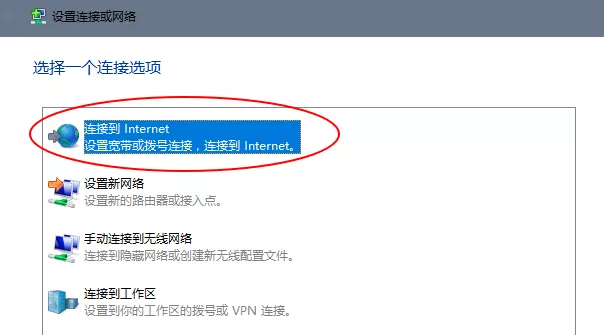 设置连接或网络
选择一个连接选项
连接到 Internet
设置宽带或拨号连接，连接到 Internet。
设置新网络
设置新的路由器或接入点。
手动连接到无线网络
连接到隐藏网络或创建新无线配置文件。
连接到工作区
设置到你的工作区的拨号或 VPN 连接。